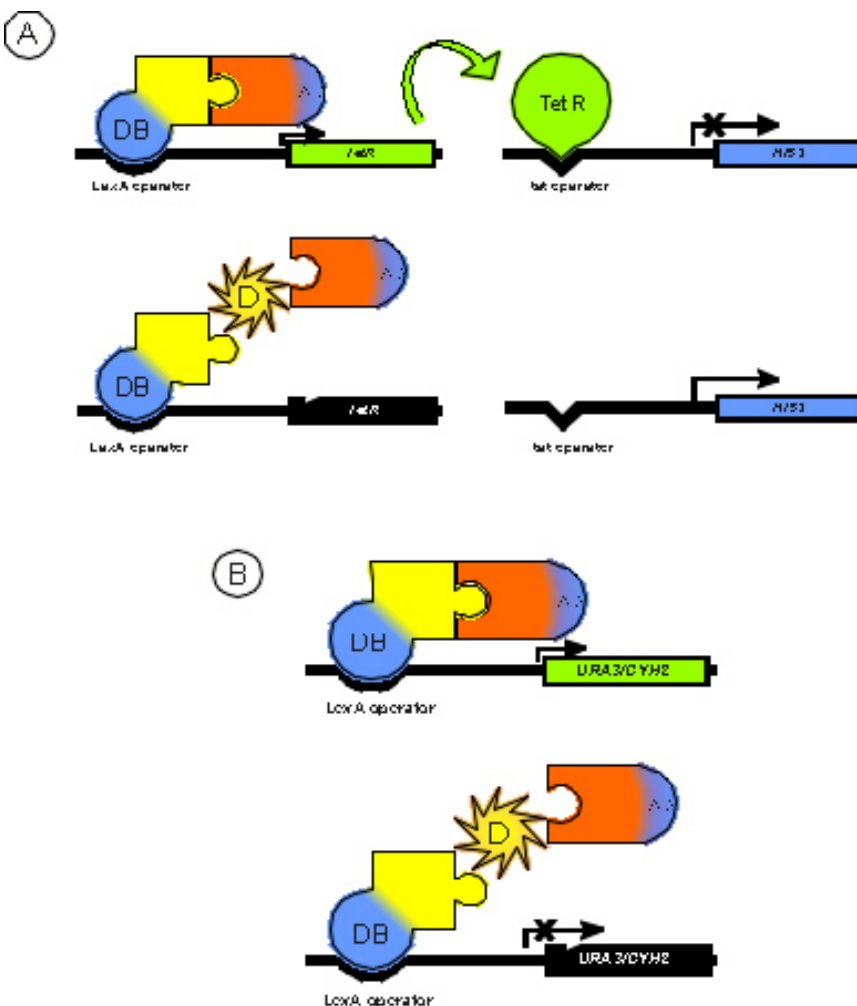 A
DB
A
Tet R
TetR
HIS3
LexA operator
tet operator
D
A
DB
TetR
HIS3
LexA operator
tet operator
B
DB
A
URA3/CYH2
LexA operator
D
A
DB
URA3/CYH2
LexA operator